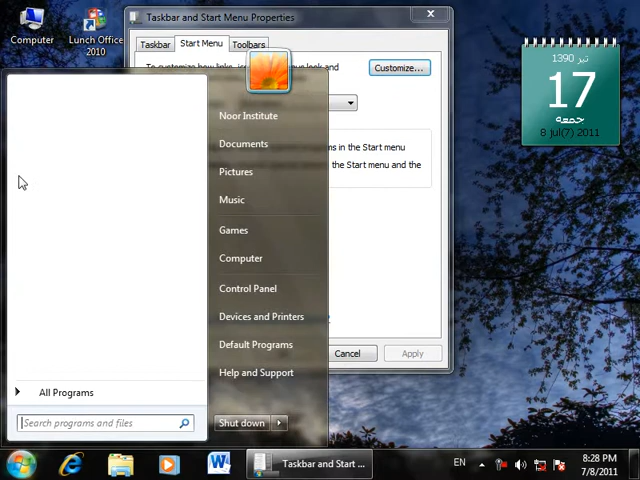 Computer
Lunch Office
2010
Taskbar and Start Menu Properties
Taskbar
Start Menu
Toolbars
To customize how links,
look and
Customize...
ms in the Start menu
the Start menu and the
Cancel
Apply
Noor Institute
Documents
Pictures
Music
Games
Computer
Control Panel
Devices and Printers
Default Programs
Help and Support
All Programs
Search programs and files
Shut down
تیر 1390
17
جمعه
8 jul(7) 2011
Taskbar and Start ...
EN
8:28 PM
7/8/2011